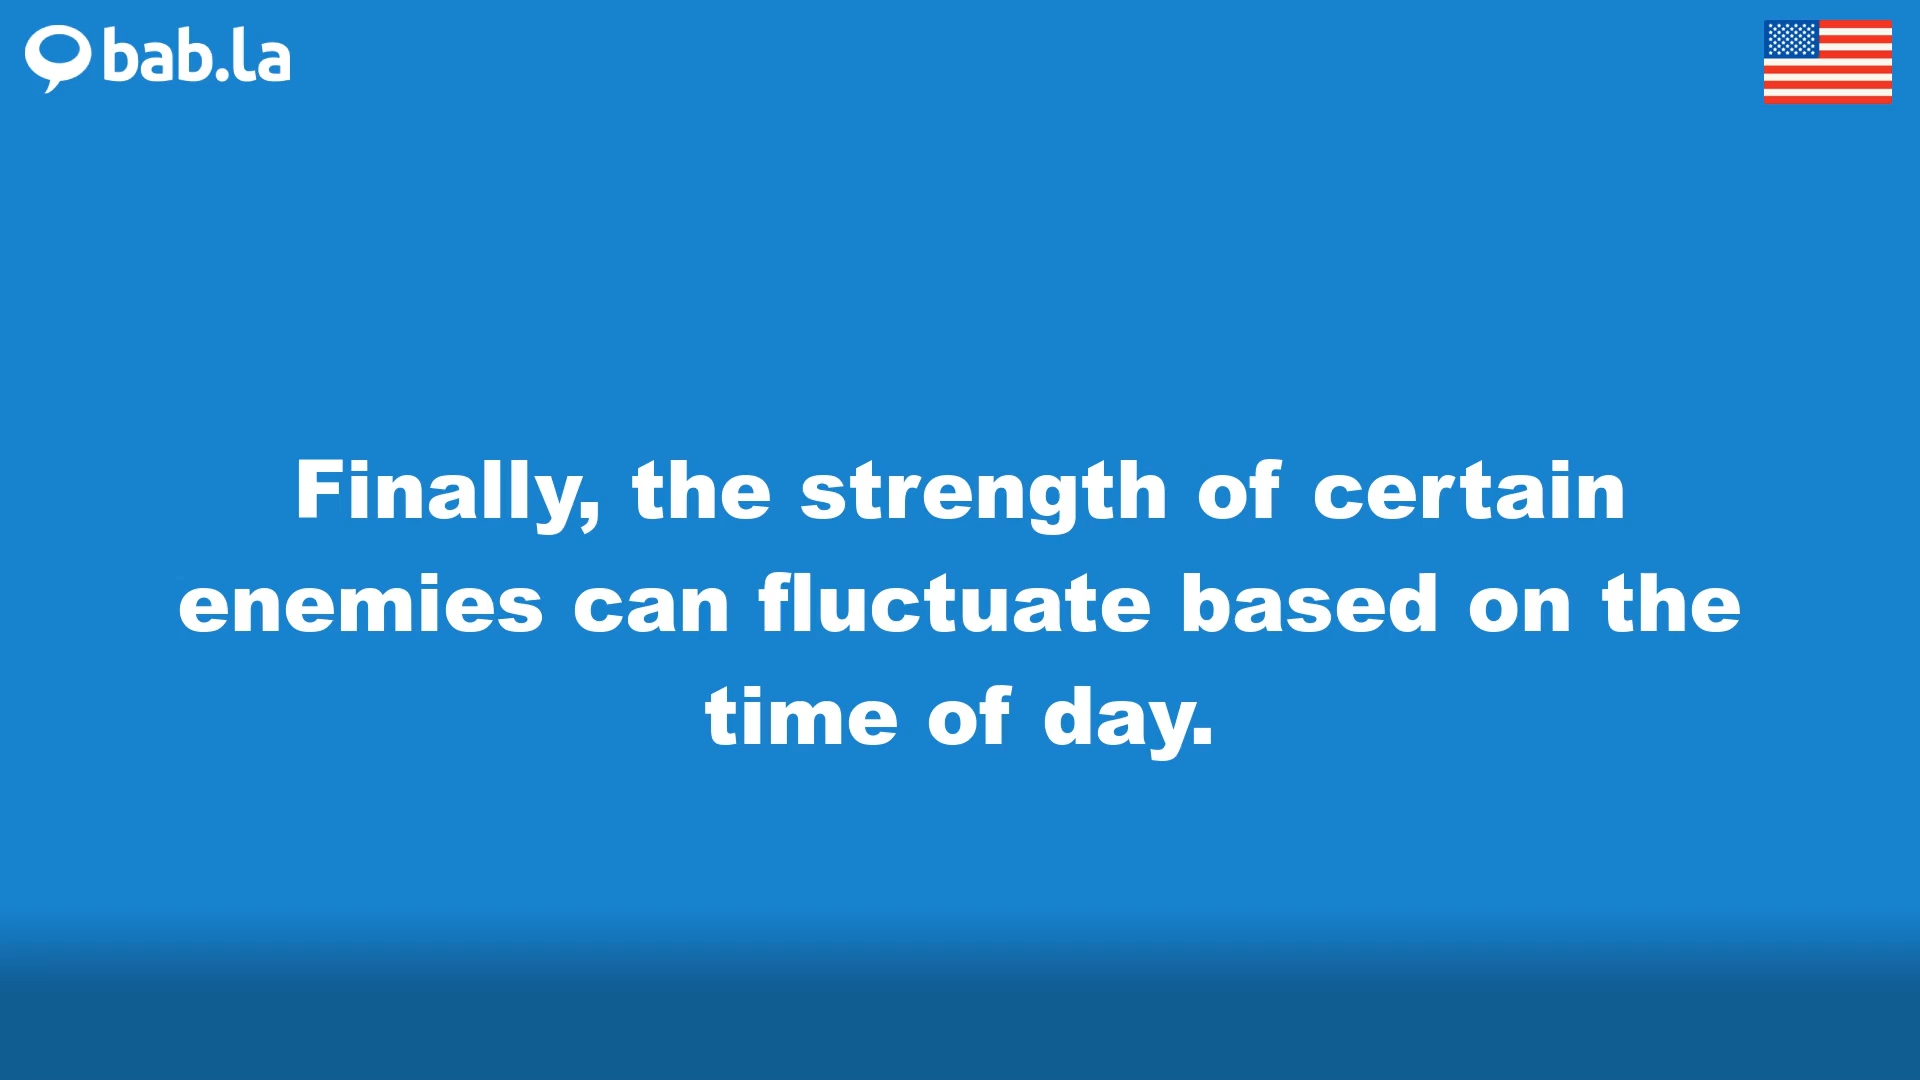 bab.la
Finally, the strength of certain
enemies can fluctuate based on the
time of day.